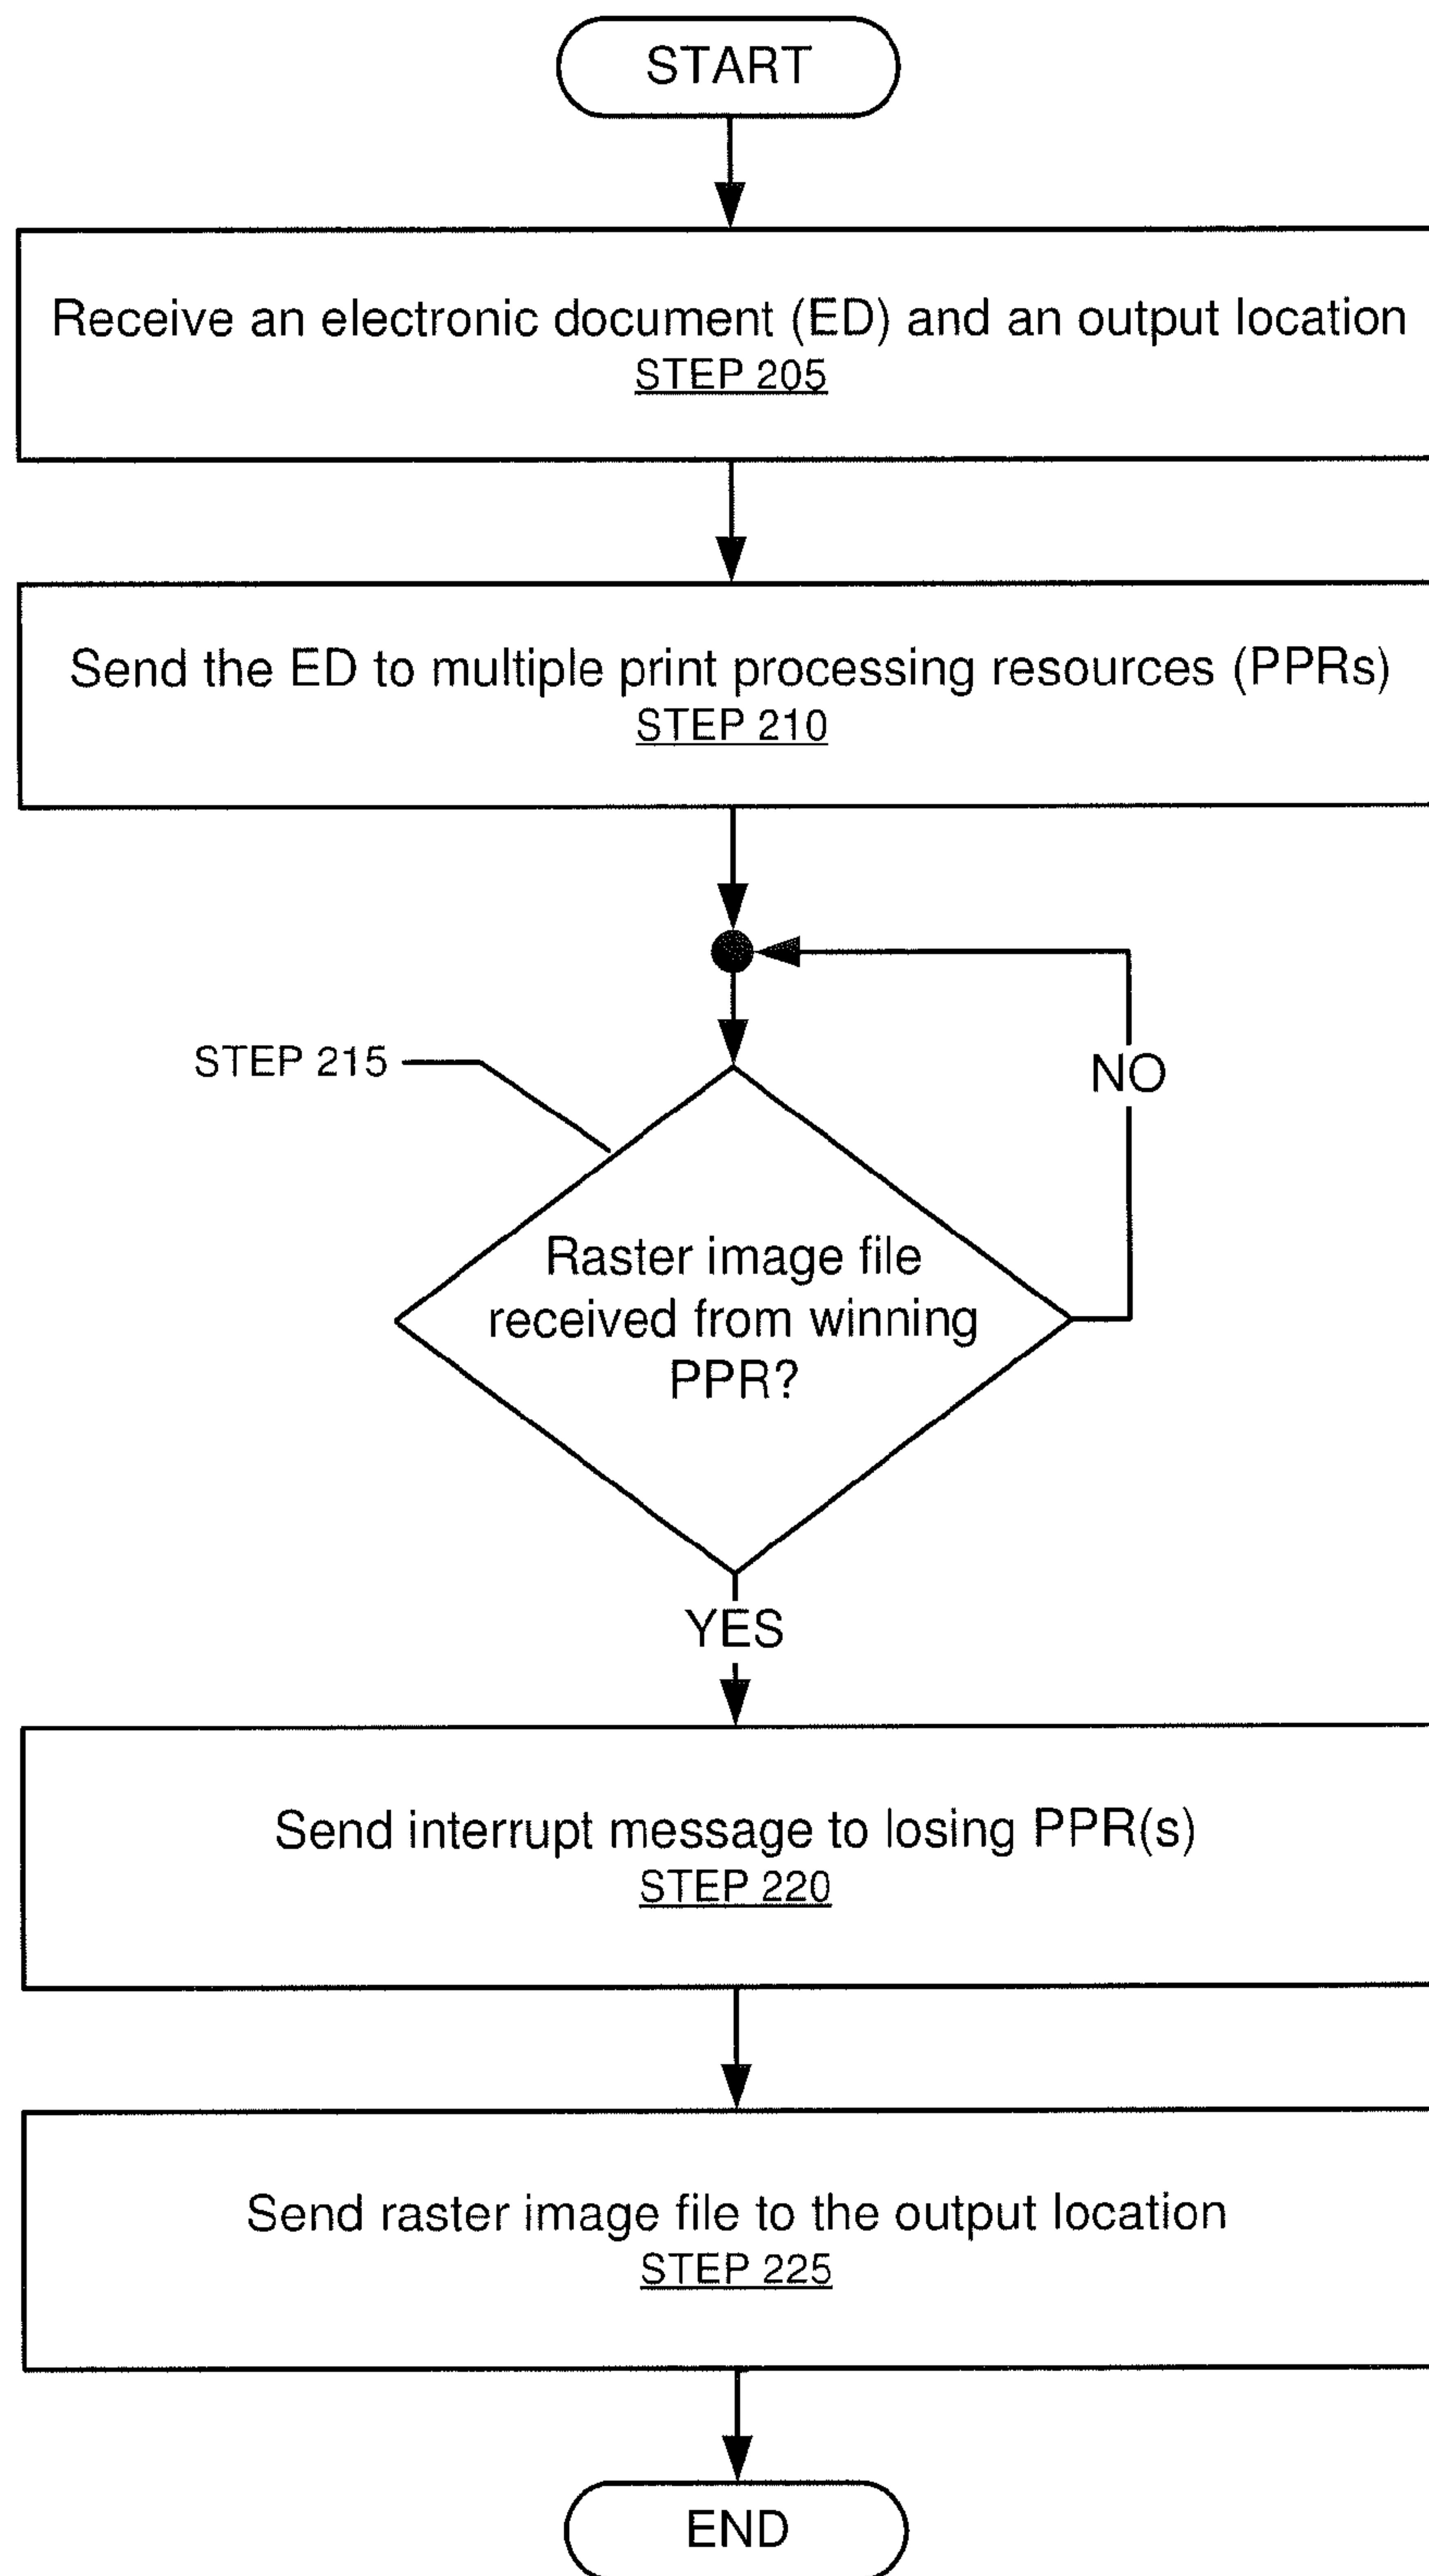 START
Receive an electronic document (ED) and an output location
STEP 205
Send the ED to multiple print processing resources (PPRs)
STEP 210
STEP 215
NO
Raster image file
received from winning
PPR?
YES
Send interrupt message to losing PPR(s)
STEP 220
Send raster image file to the output location
STEP 225
END